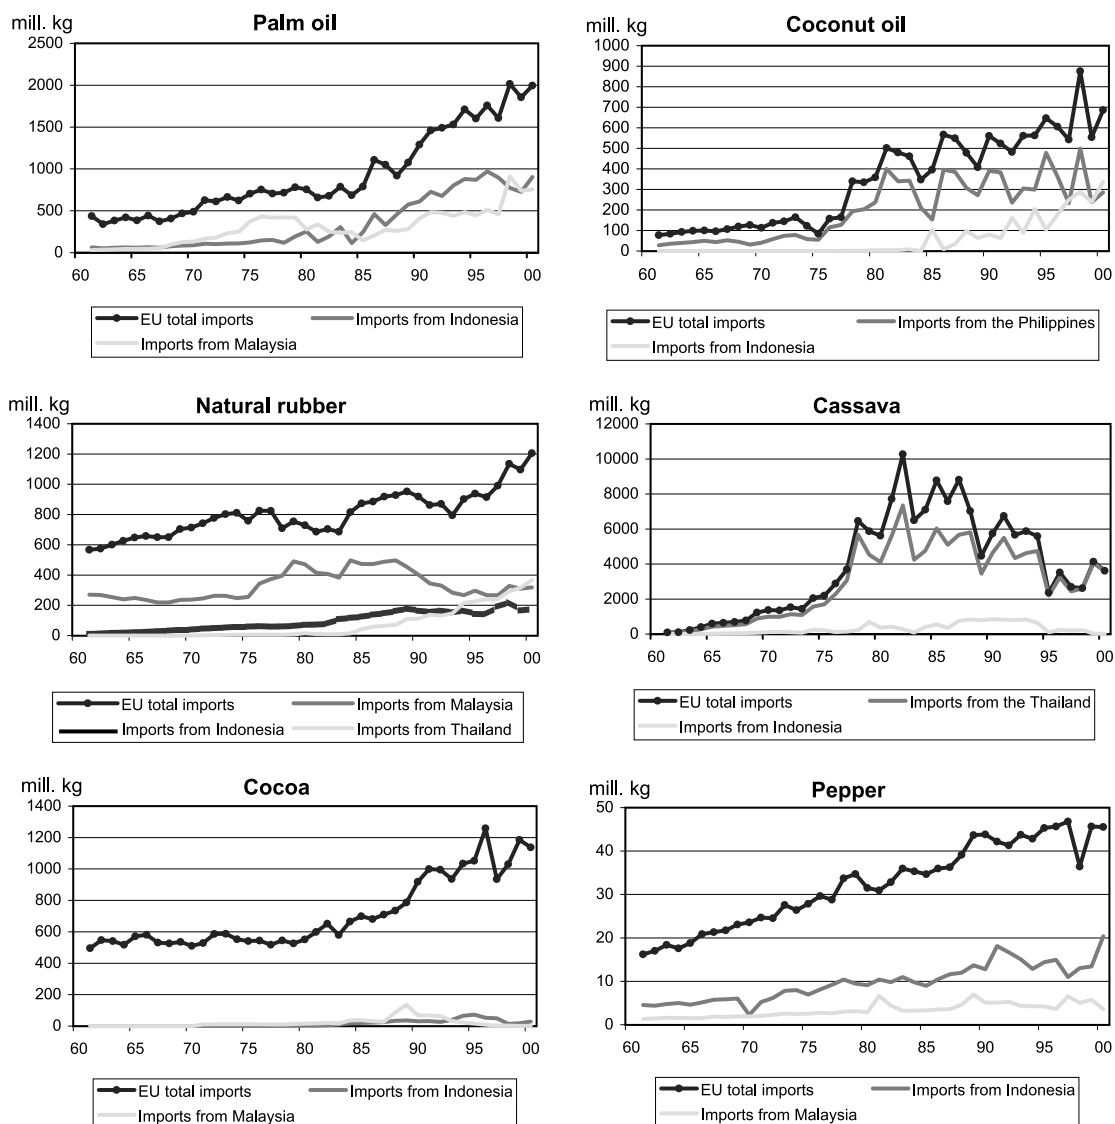 mill. kg
Palm oil
2500
2000
1500
1000
500
0
60 65 70 75 80 85 90 95 00
EU total imports Imports from Indonesia
Imports from Malaysia
mill. kg
Coconut oil
1000
900
800
700
600
500
400
300
200
100
0
60 65 70 75 80 85 90 95 00
EU total imports Imports from the Philippines
Imports from Indonesia
mill. kg
Natural rubber
1400
1200
1000
800
600
400
200
0
60 65 70 75 80 85 90 95 00
EU total imports Imports from Malaysia
Imports from Indonesia Imports from Thailand
mill. kg
Cassava
12000
10000
8000
6000
4000
2000
0
60 65 70 75 80 85 90 95 00
EU total imports Imports from the Thailand
Imports from Indonesia
mill. kg
Cocoa
1400
1200
1000
800
600
400
200
0
60 65 70 75 80 85 90 95 00
EU total imports Imports from Indonesia
Imports from Malaysia
mill. kg
Pepper
50
40
30
20
10
0
60 65 70 75 80 85 90 95 00
EU total imports Imports from Indonesia
Imports from Malaysia